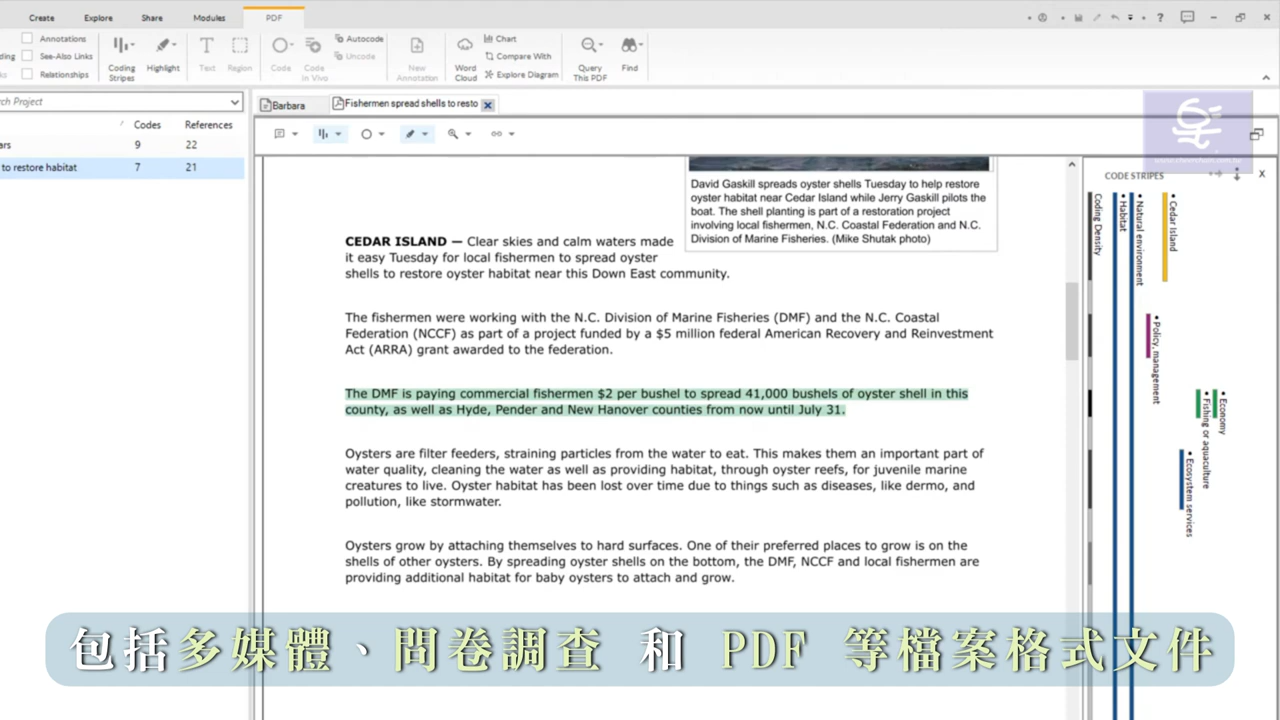 Create Explore Share Modules PDF
Annotations
See-Also Links
Relationships
Coding Stripes
Highlight
Text
Region
Code
Code in Vivo
Autocode
Uncode
New Annotation
Word Cloud
Chart
Compare With
Explore Diagram
Query This PDF
Find
rch Project
Codes References
ars 9 22
to restore habitat 7 21
Barbara
Fishermen spread shells to resto
www.cheerchain.com.tw
David Gaskill spreads oyster shells Tuesday to help restore
oyster habitat near Cedar Island while Jerry Gaskill pilots the
boat. The shell planting is part of a restoration project
involving local fishermen, N.C. Coastal Federation and N.C.
Division of Marine Fisheries. (Mike Shutak photo)
CEDAR ISLAND — Clear skies and calm waters made
it easy Tuesday for local fishermen to spread oyster
shells to restore oyster habitat near this Down East community.
The fishermen were working with the N.C. Division of Marine Fisheries (DMF) and the N.C. Coastal
Federation (NCCF) as part of a project funded by a $5 million federal American Recovery and Reinvestment
Act (ARRA) grant awarded to the federation.
The DMF is paying commercial fishermen $2 per bushel to spread 41,000 bushels of oyster shell in this
county, as well as Hyde, Pender and New Hanover counties from now until July 31.
Oysters are filter feeders, straining particles from the water to eat. This makes them an important part of
water quality, cleaning the water as well as providing habitat, through oyster reefs, for juvenile marine
creatures to live. Oyster habitat has been lost over time due to things such as diseases, like dermo, and
pollution, like stormwater.
Oysters grow by attaching themselves to hard surfaces. One of their preferred places to grow is on the
shells of other oysters. By spreading oyster shells on the bottom, the DMF, NCCF and local fishermen are
providing additional habitat for baby oysters to attach and grow.
CODE STRIPES
Coding Density
Habitat
Natural environment
Cedar Island
Policy, management
Economy
Fishing or aquaculture
Ecosystem services
包括多媒體、問卷調查 和 PDF 等檔案格式文件